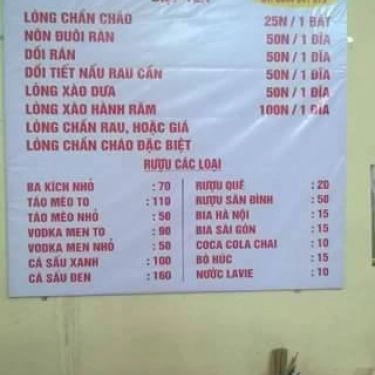 LÒNG CHẦN CHÁO 25N / 1 BÁT
NÕN ĐUÔI RÁN 50N / 1 ĐĨA
DỒI RÁN 50N / 1 ĐĨA
DỒI TIẾT NẤU RAU CẦN 50N / 1 ĐĨA
LÒNG XÀO DƯA 50N / 1 ĐĨA
LÒNG XÀO HÀNH RĂM 100N / 1 ĐĨA
LÒNG CHẦN RAU, HOẶC GIÁ
LÒNG CHẦN CHÁO ĐẶC BIỆT
RƯỢU CÁC LOẠI
BA KÍCH NHỎ : 70
TÁO MÈO TO : 110
TÁO MÈO NHỎ : 50
VODKA MEN TO : 90
VODKA MEN NHỎ : 50
CÁ SẤU XANH : 100
CÁ SẤU ĐEN : 160
RƯỢU QUÊ : 20
RƯỢU SÂN ĐÌNH : 50
BIA HÀ NỘI : 15
BIA SÀI GÒN : 15
COCA COLA CHAI : 10
BÒ HÚC : 15
NƯỚC LAVIE : 10